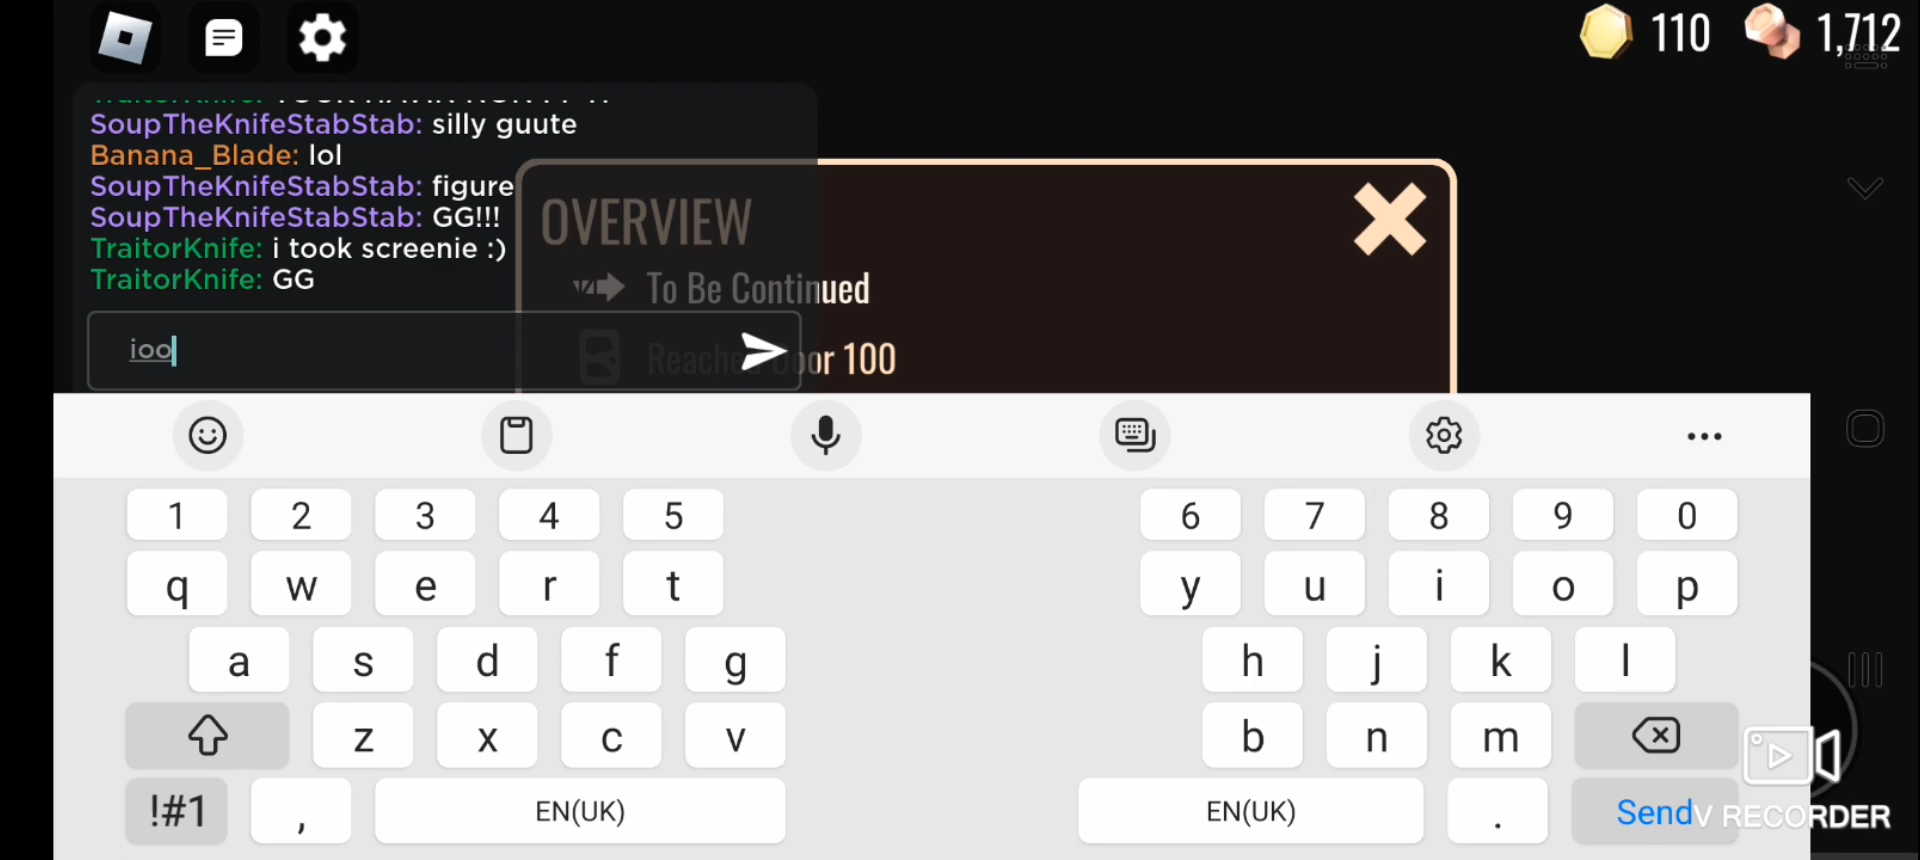 110
1,712
SoupTheKnifeStabStab: silly guute
Banana_Blade: lol
SoupTheKnifeStabStab: figure
SoupTheKnifeStabStab: GG!!!
TraitorKnife: i took screenie :)
TraitorKnife: GG
OVERVIEW
To Be Continued
Reached Door 100
ioo
1 2 3 4 5 6 7 8 9 0
q w e r t y u i o p
a s d f g h j k l
z x c v b n m
!#1 , EN(UK) EN(UK) . Send
V RECORDER